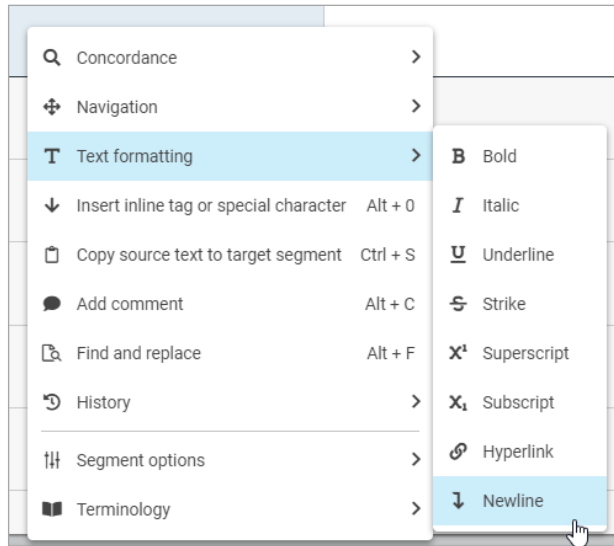 Concordance
Navigation
Text formatting
Insert inline tag or special character Alt + 0
Copy source text to target segment Ctrl + S
Add comment Alt + C
Find and replace Alt + F
History
Segment options
Terminology
B Bold
I Italic
U Underline
S Strike
X¹ Superscript
X₁ Subscript
Hyperlink
Newline